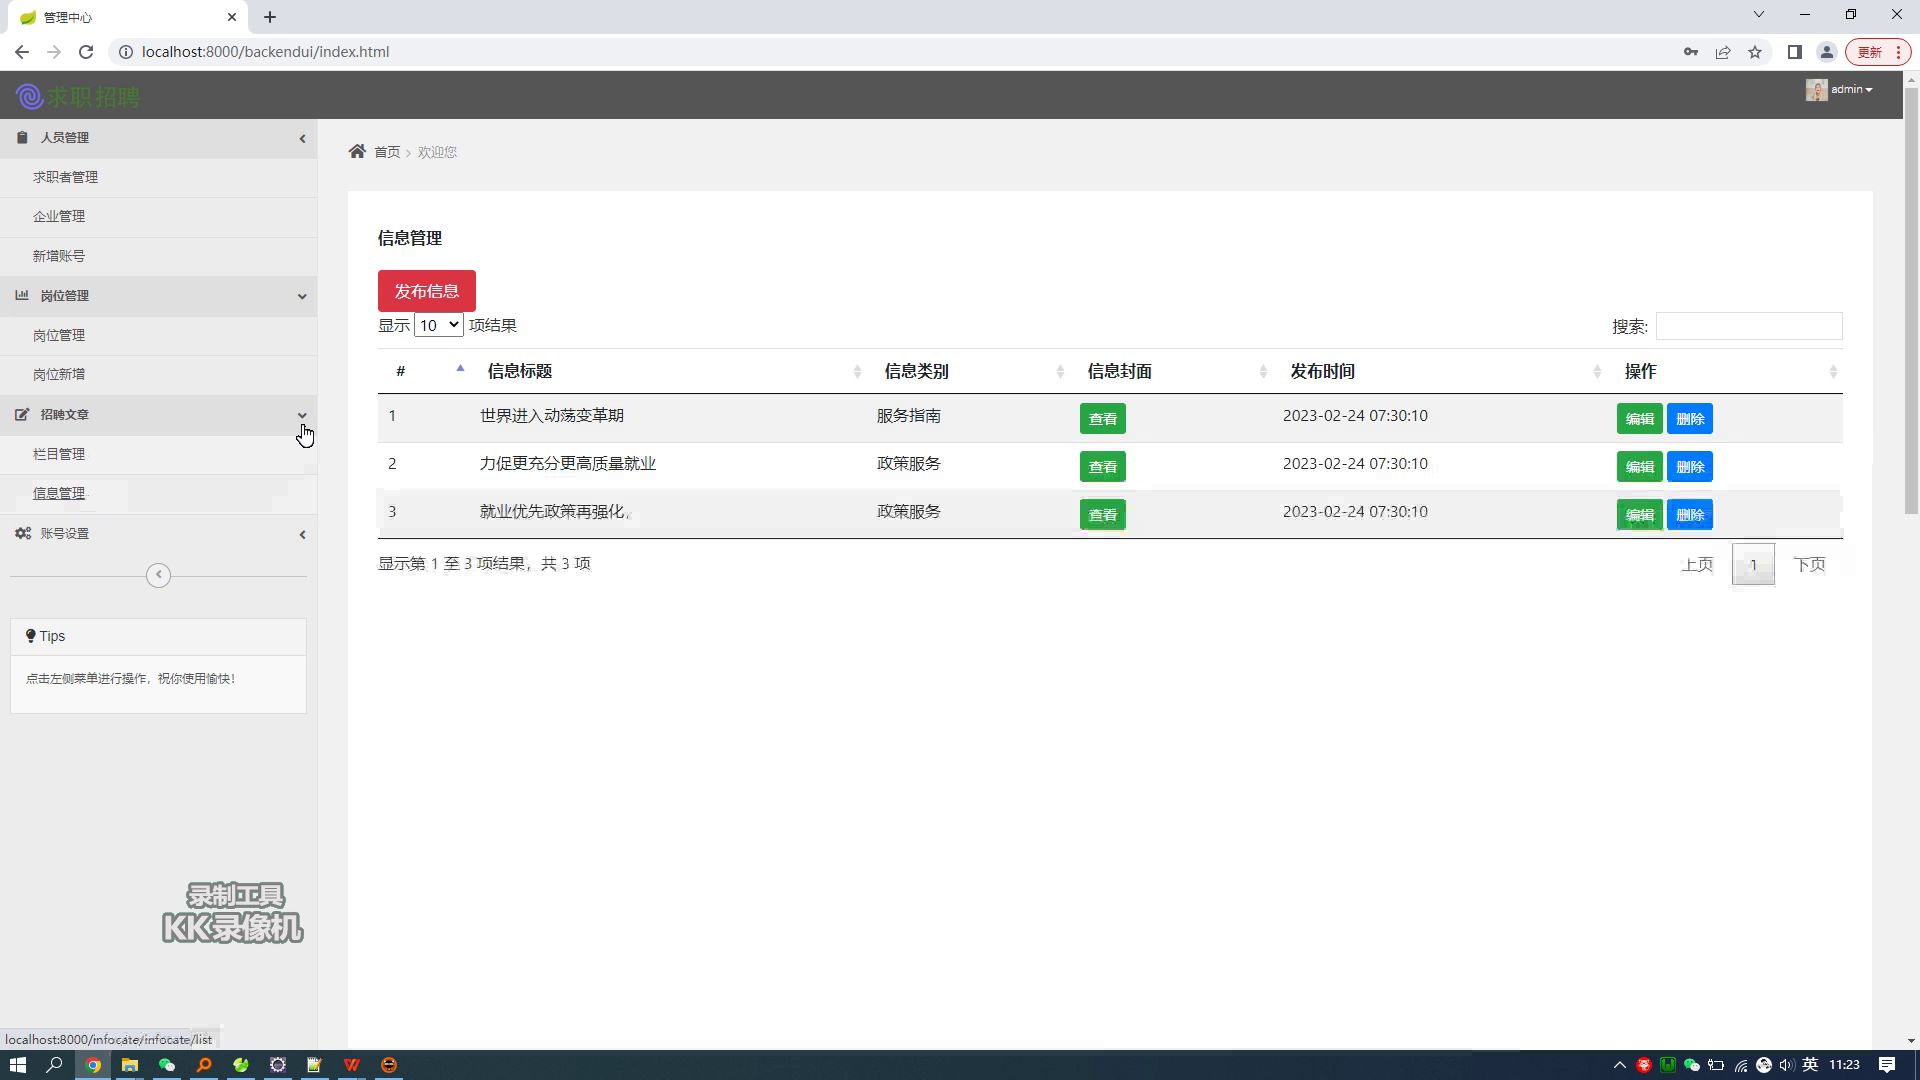 管理中心
localhost:8000/backendui/index.html
更新
求职招聘
admin
人员管理
求职者管理
企业管理
新增账号
岗位管理
岗位管理
岗位新增
招聘文章
栏目管理
信息管理
账号设置
Tips
点击左侧菜单进行操作，祝你使用愉快！
首页 > 欢迎您
信息管理
发布信息
显示 10 项结果
搜索:
# 信息标题 信息类别 信息封面 发布时间 操作
1 世界进入动荡变革期 服务指南 查看 2023-02-24 07:30:10 编辑 删除
2 力促更充分更高质量就业 政策服务 查看 2023-02-24 07:30:10 编辑 删除
3 就业优先政策再强化， 政策服务 查看 2023-02-24 07:30:10 编辑 删除
显示第 1 至 3 项结果，共 3 项
上页 1 下页
录制工具
KK录像机
localhost:8000/infocate/infocate/list
英 11:23